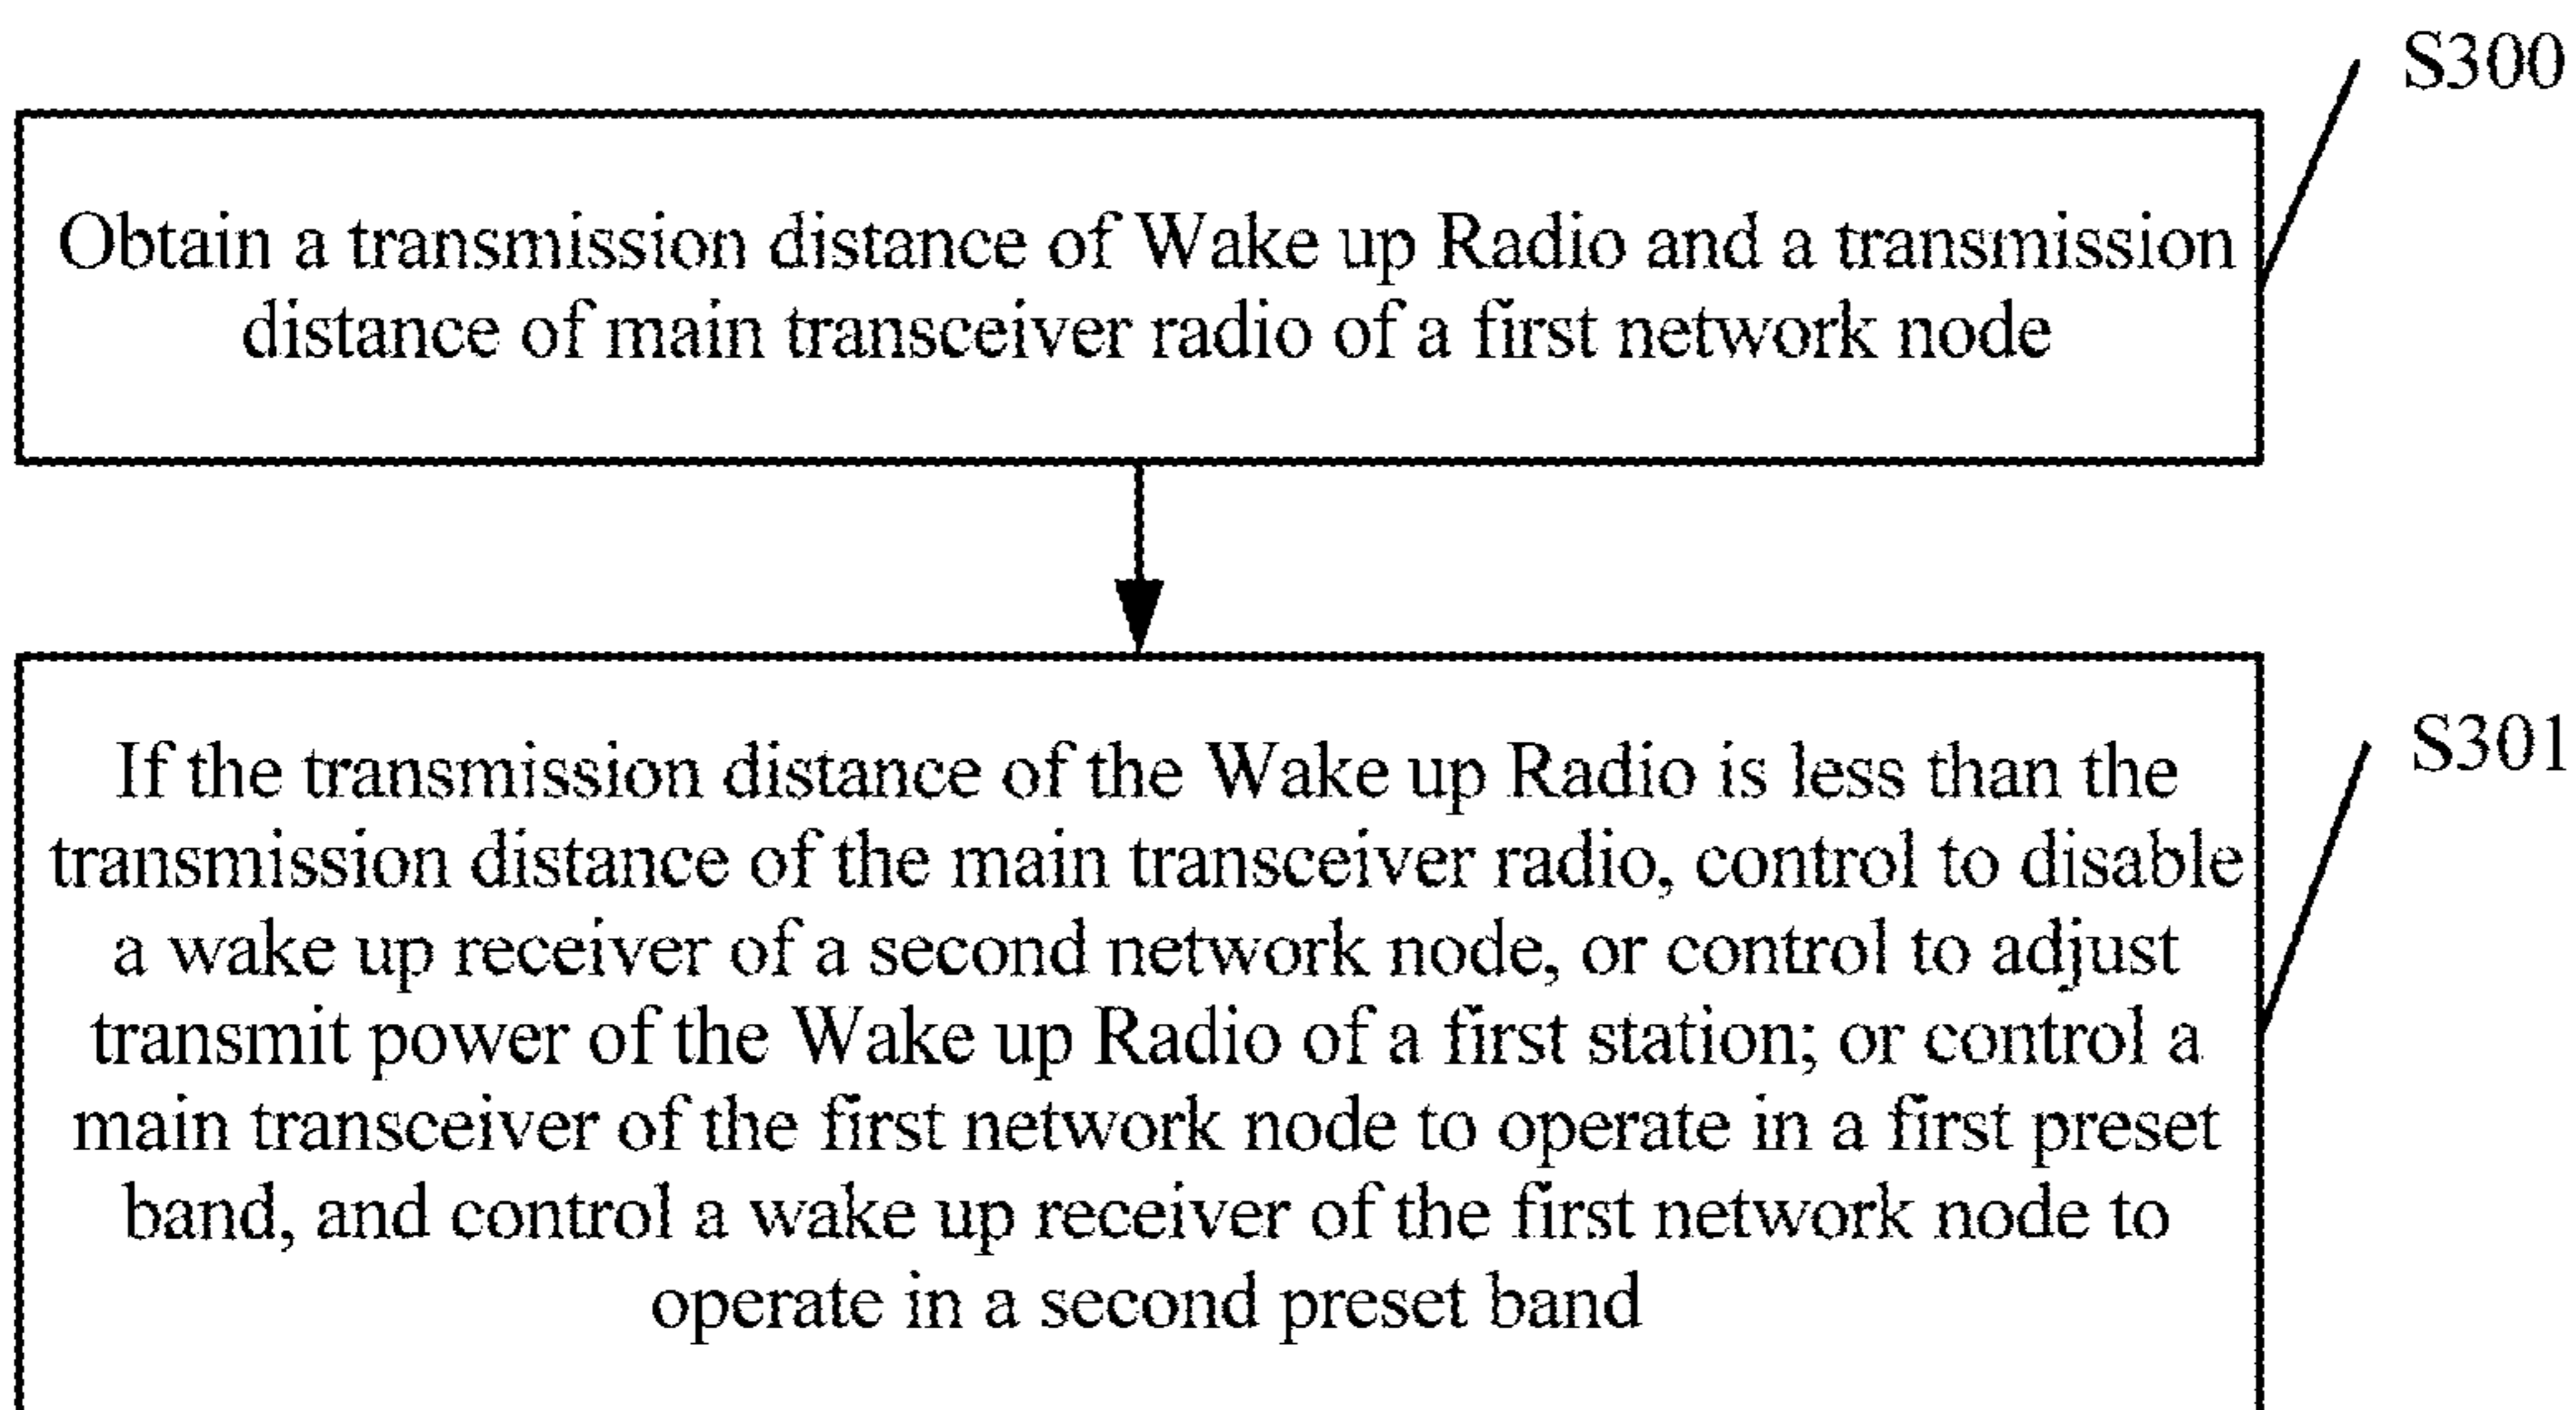 S300
Obtain a transmission distance of Wake up Radio and a transmission
distance of main transceiver radio of a first network node
If the transmission distance of the Wake up Radio is less than the
S301
transmission distance of the main transceiver radio, control to disable
a wake up receiver of a second network node, or control to adjust
transmit power of the Wake up Radio of a first station; or control a
main transceiver of the first network node to operate in a first preset
band, and control a wake up receiver of the first network node to
operate in a second preset band